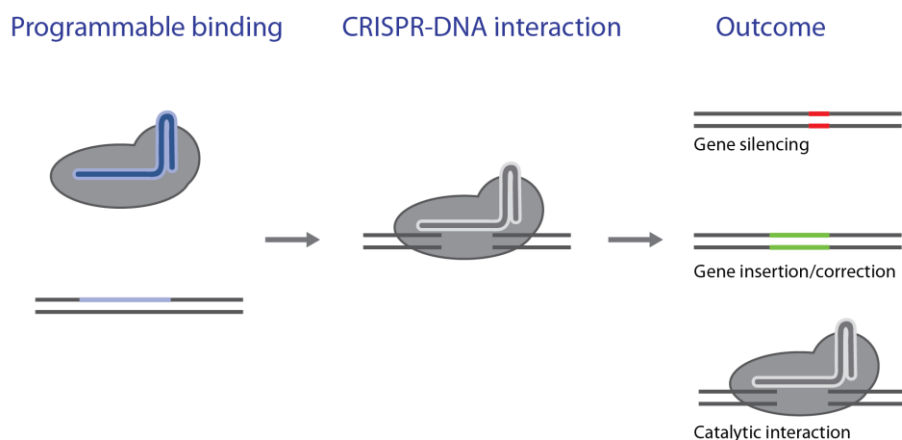 Programmable binding
CRISPR-DNA interaction
Outcome
Gene silencing
Gene insertion/correction
Catalytic interaction